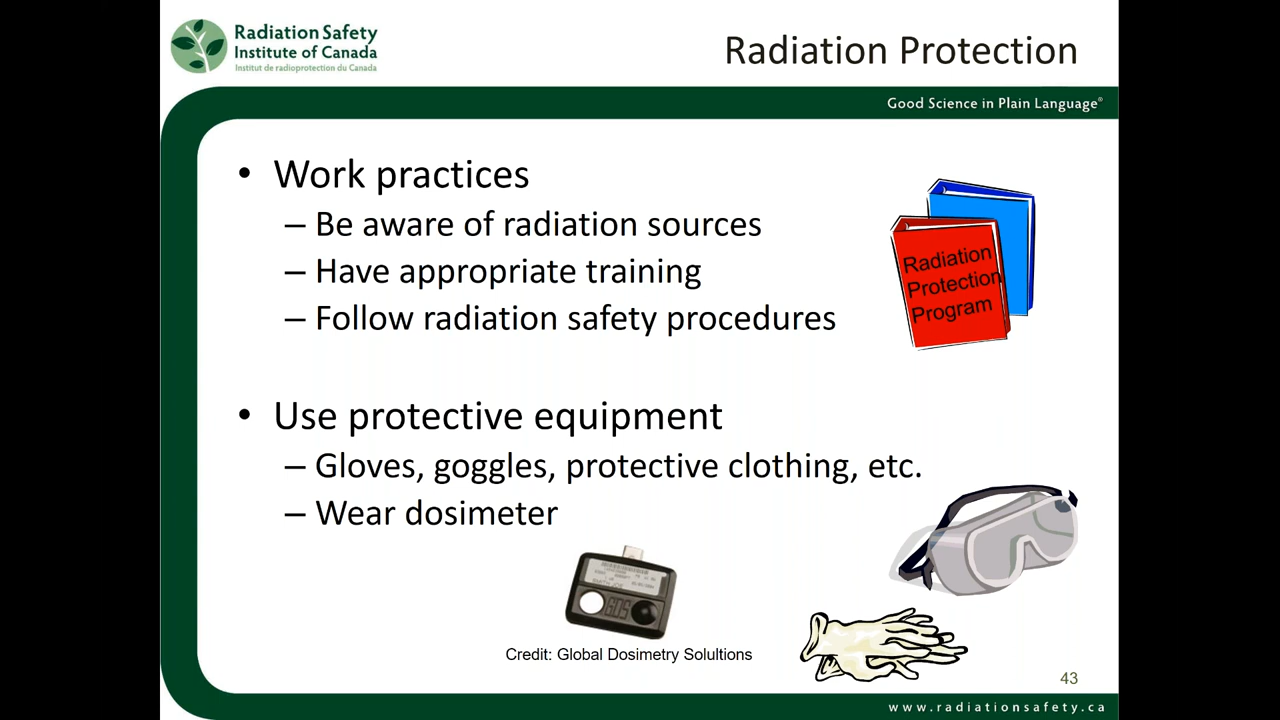 Radiation Safety
Institute of Canada
Institut de radioprotection du Canada
Radiation Protection
Good Science in Plain Language®
• Work practices
– Be aware of radiation sources
– Have appropriate training
– Follow radiation safety procedures
Radiation
Protection
Program
• Use protective equipment
– Gloves, goggles, protective clothing, etc.
– Wear dosimeter
GDS
Credit: Global Dosimetry Solultions
43
www.radiationsafety.ca